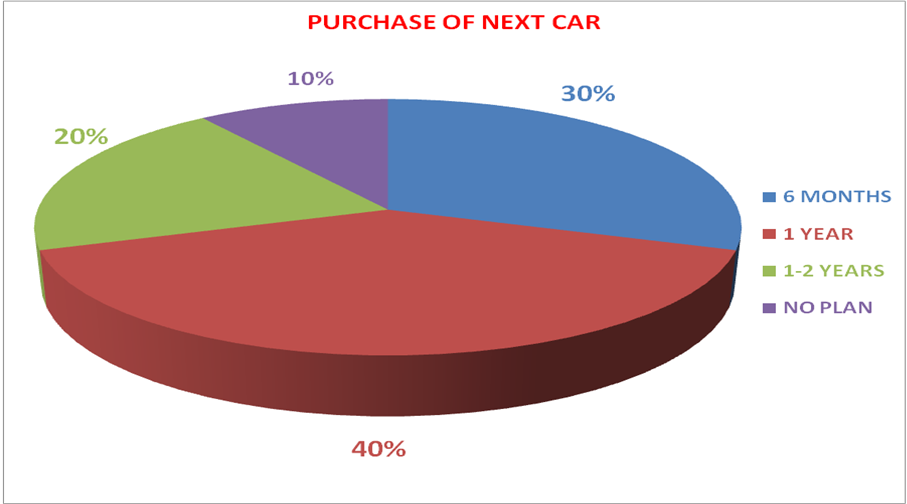 PURCHASE OF NEXT CAR
10%
30%
20%
40%
6 MONTHS
1 YEAR
1-2 YEARS
NO PLAN